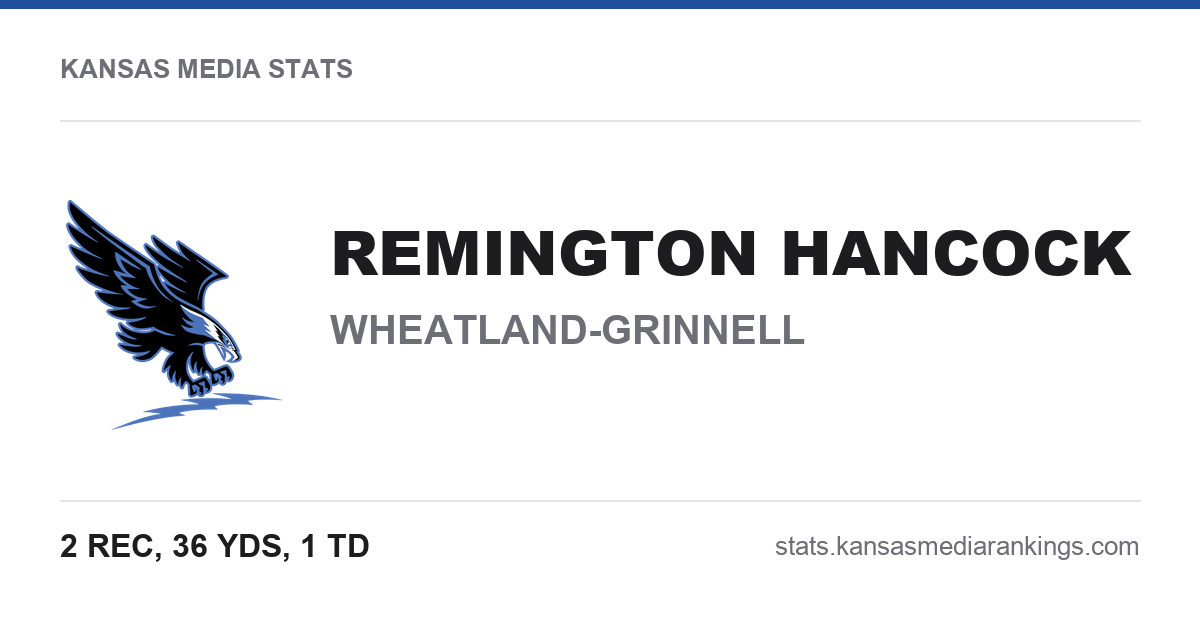 KANSAS MEDIA STATS
REMINGTON HANCOCK
WHEATLAND-GRINNELL
2 REC, 36 YDS, 1 TD
stats.kansasmediarankings.com